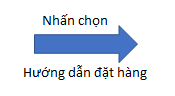 Nhấn chọn
Hướng dẫn đặt hàng